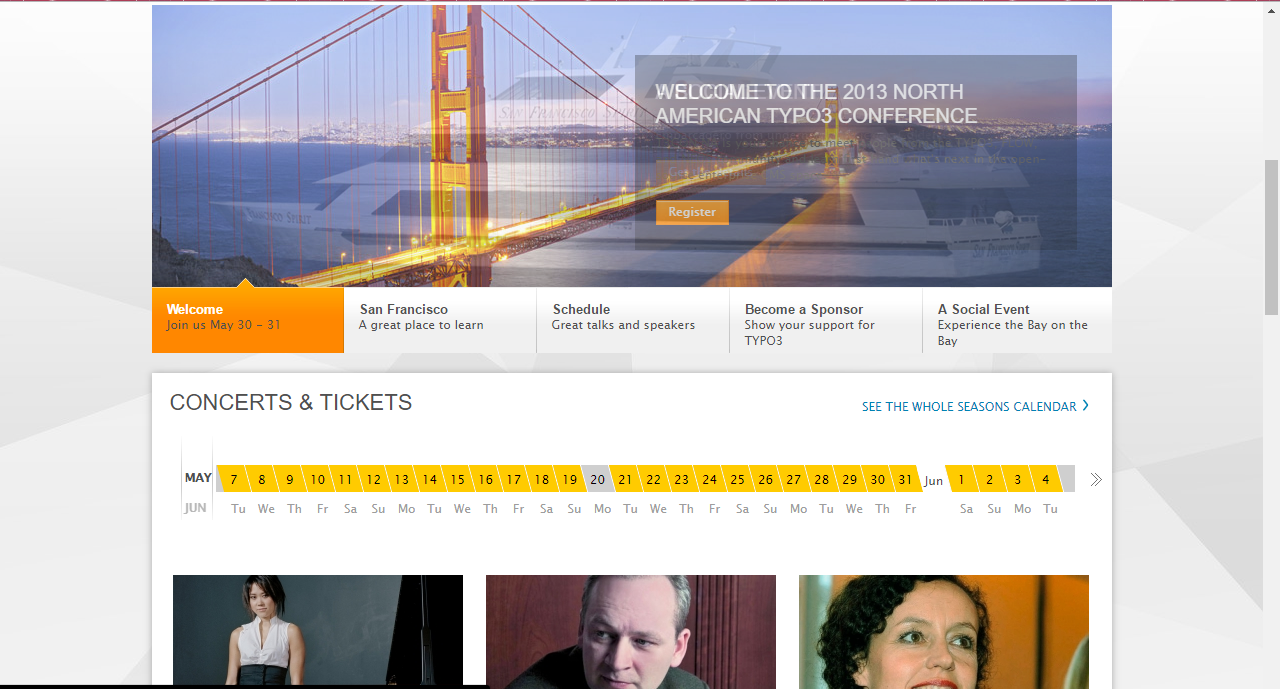 WELCOME TO THE 2013 NORTH
AMERICAN TYPO3 CONFERENCE
Register
Welcome
Join us May 30 - 31
San Francisco
A great place to learn
Schedule
Great talks and speakers
Become a Sponsor
Show your support for
TYPO3
A Social Event
Experience the Bay on the
Bay
CONCERTS & TICKETS
SEE THE WHOLE SEASONS CALENDAR
MAY 7 8 9 10 11 12 13 14 15 16 17 18 19 20 21 22 23 24 25 26 27 28 29 30 31 Jun 1 2 3 4
JUN Tu We Th Fr Sa Su Mo Tu We Th Fr Sa Su Mo Tu We Th Fr Sa Su Mo Tu We Th Fr Sa Su Mo Tu